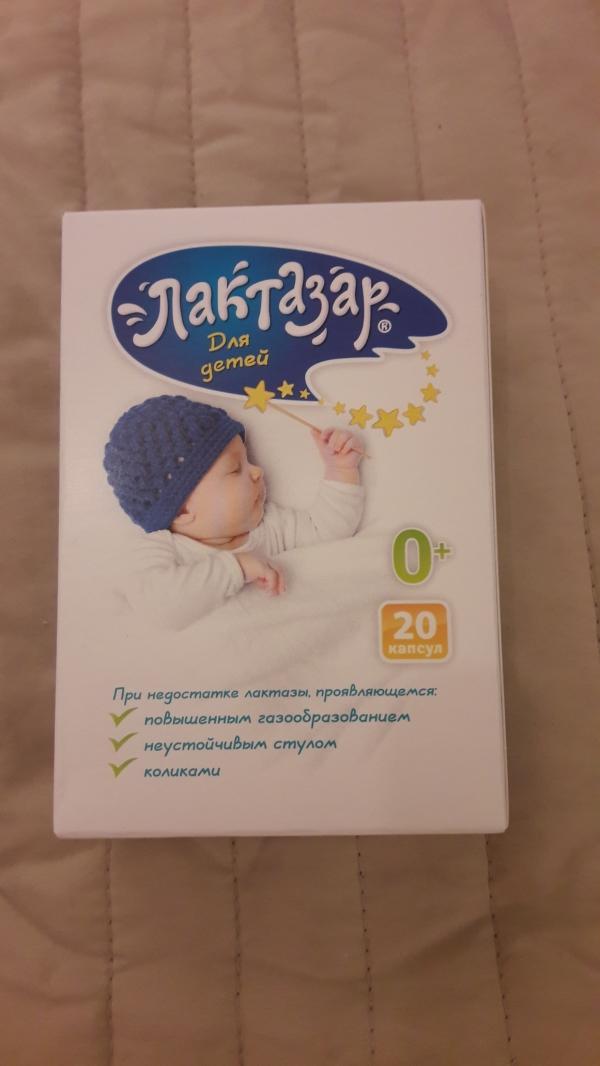 Лактазар®
Для
детей
0+
20
капсул
При недостатке лактазы, проявляющемся:
повышенным газообразованием
неустойчивым стулом
коликами